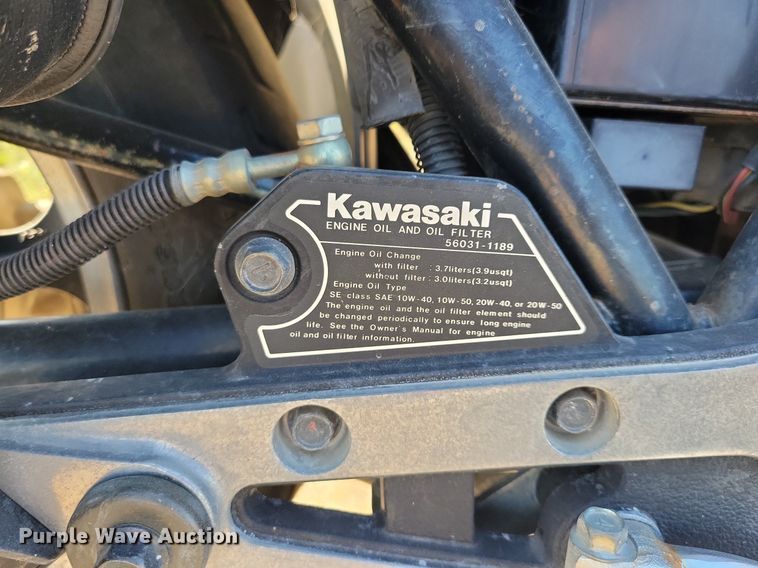 Kawasaki
ENGINE OIL AND OIL FILTER
56031-1189
Engine Oil Change
with filter : 3.7liters(3.9usqt)
without filter : 3.0liters(3.2usqt)
Engine Oil Type
SE class SAE 10W-40, 10W-50, 20W-40, or 20W-50
The engine oil and the oil filter element should
be changed periodically to ensure long engine
life. See the Owner's Manual for engine
oil and oil filter information.
Purple Wave Auction